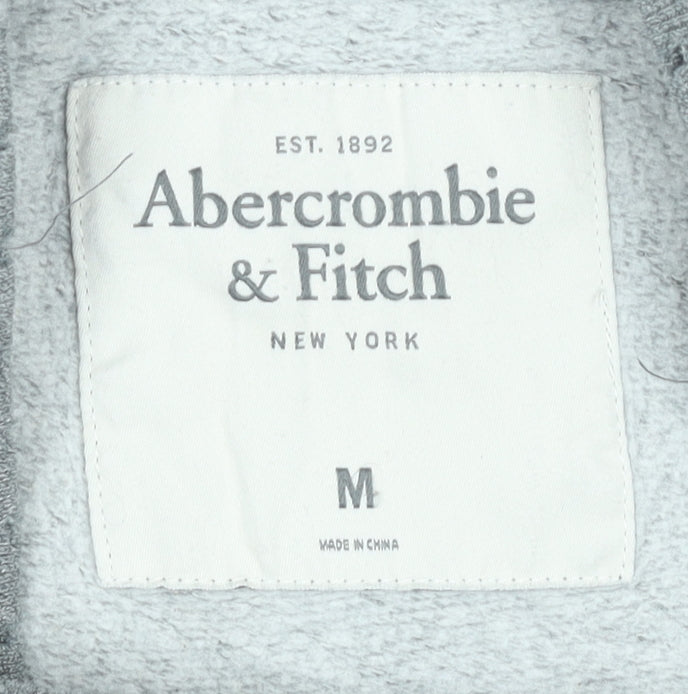 EST. 1892
Abercrombie
& Fitch
NEW YORK
M
MADE IN CHINA